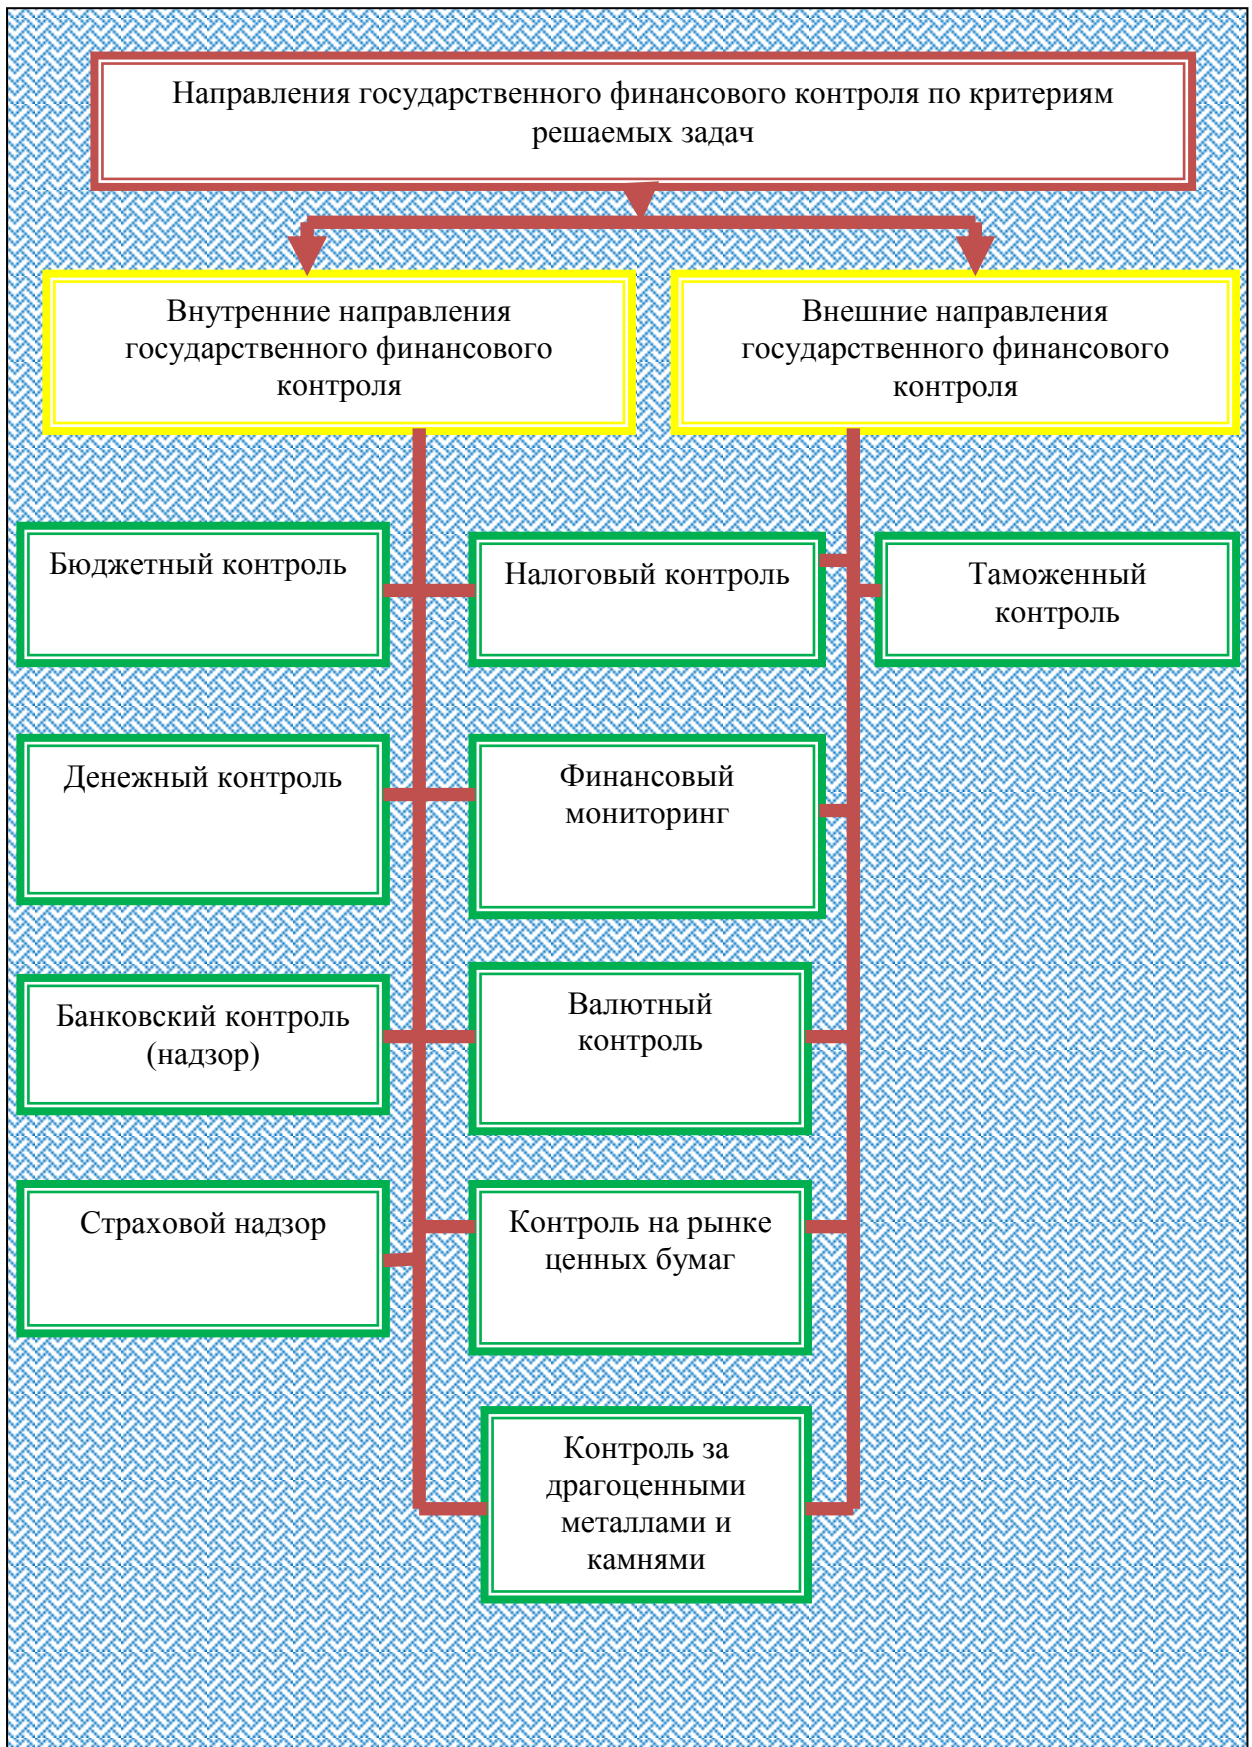 Направления государственного финансового контроля по критериям
решаемых задач
Внутренние направления
государственного финансового
контроля
Внешние направления
государственного финансового
контроля
Бюджетный контроль
Налоговый контроль
Таможенный
контроль
Денежный контроль
Финансовый
мониторинг
Банковский контроль
(надзор)
Валютный
контроль
Страховой надзор
Контроль на рынке
ценных бумаг
Контроль за
драгоценными
металлами и
камнями